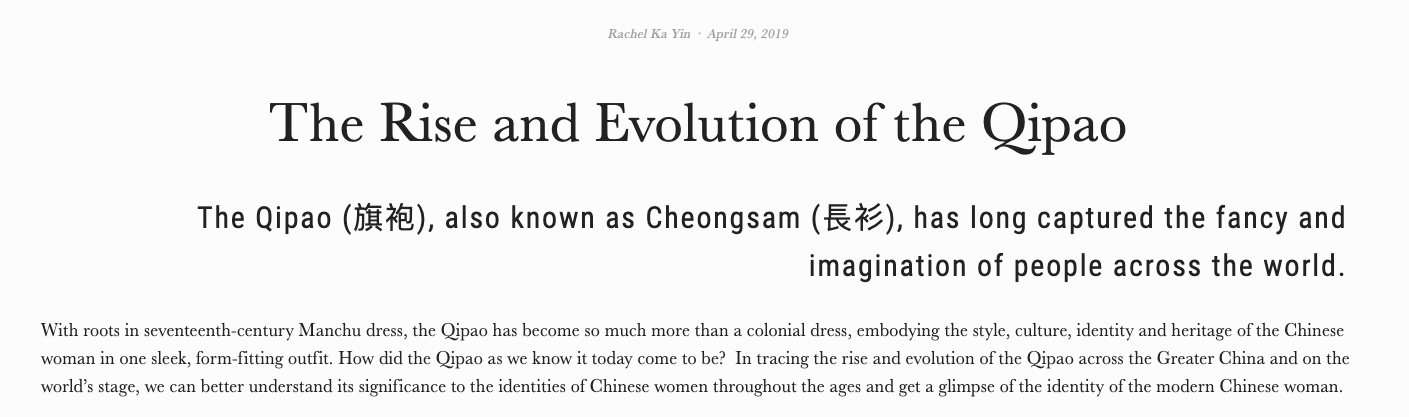 Rachel Ka Yin · April 29, 2019
The Rise and Evolution of the Qipao
The Qipao (旗袍), also known as Cheongsam (長衫), has long captured the fancy and
imagination of people across the world.
With roots in seventeenth-century Manchu dress, the Qipao has become so much more than a colonial dress, embodying the style, culture, identity and heritage of the Chinese
woman in one sleek, form-fitting outfit. How did the Qipao as we know it today come to be?  In tracing the rise and evolution of the Qipao across the Greater China and on the
world’s stage, we can better understand its significance to the identities of Chinese women throughout the ages and get a glimpse of the identity of the modern Chinese woman.